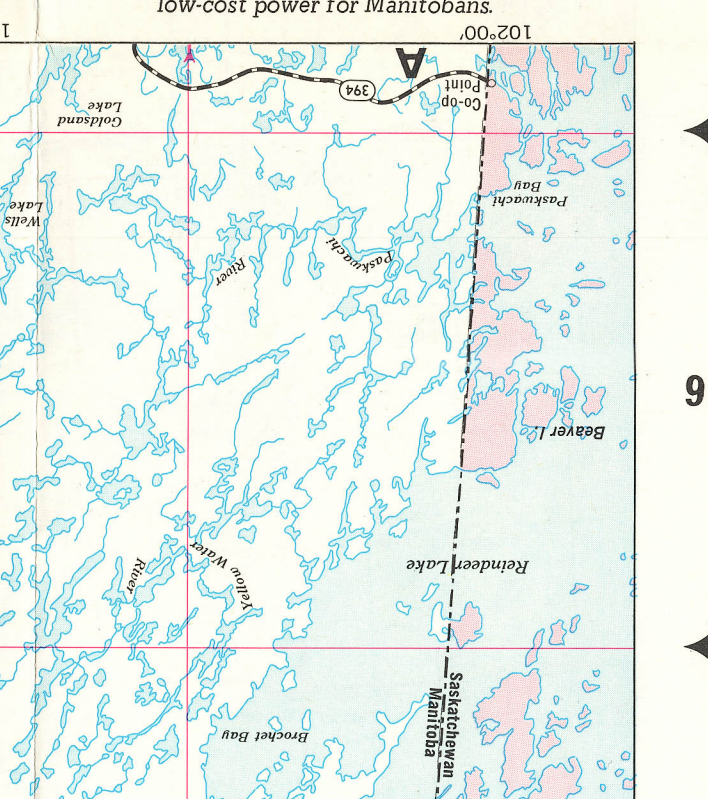 low-cost power for Manitobans.
102°00'
1
A
394
Co-op
Point
Goldsand
Lake
Paskwachi
Bay
Wells
Lake
Paskwachi
River
6
Beaver I.
Reindeer Lake
Yellow Water
River
Saskatchewan
Manitoba
Brochet Bay